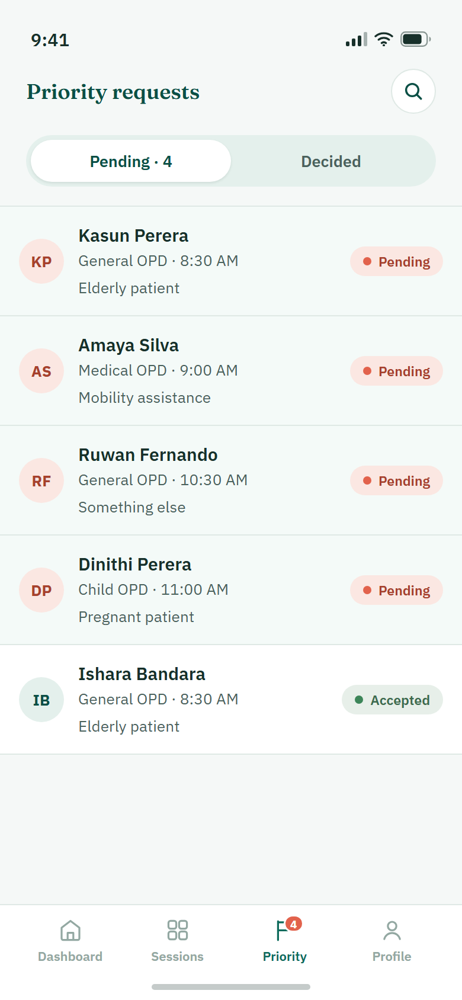 9:41
Priority requests
Pending · 4
Decided
KP
Kasun Perera
General OPD · 8:30 AM
Elderly patient
Pending
AS
Amaya Silva
Medical OPD · 9:00 AM
Mobility assistance
Pending
RF
Ruwan Fernando
General OPD · 10:30 AM
Something else
Pending
DP
Dinithi Perera
Child OPD · 11:00 AM
Pregnant patient
Pending
IB
Ishara Bandara
General OPD · 8:30 AM
Elderly patient
Accepted
4
Dashboard
Sessions
Priority
Profile